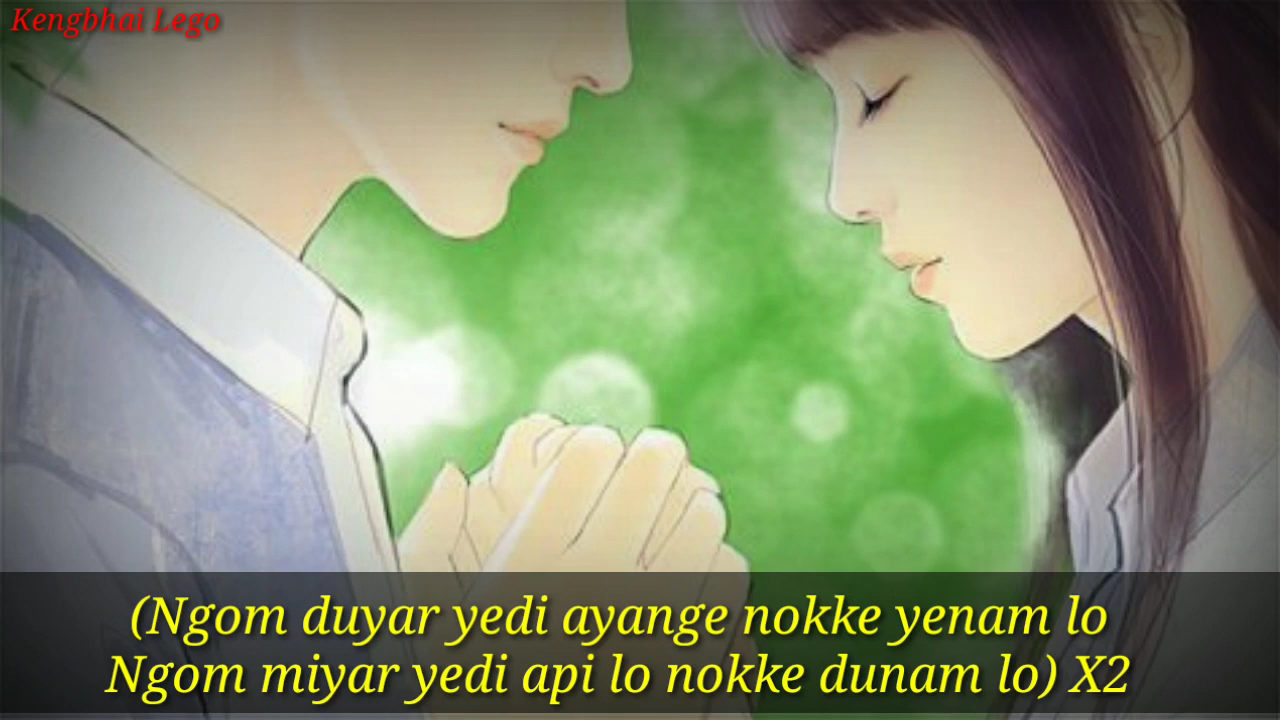 Kengbhai Lego
(Ngom duyar yedi ayange nokke yenam lo
Ngom miyar yedi api lo nokke dunam lo) X2